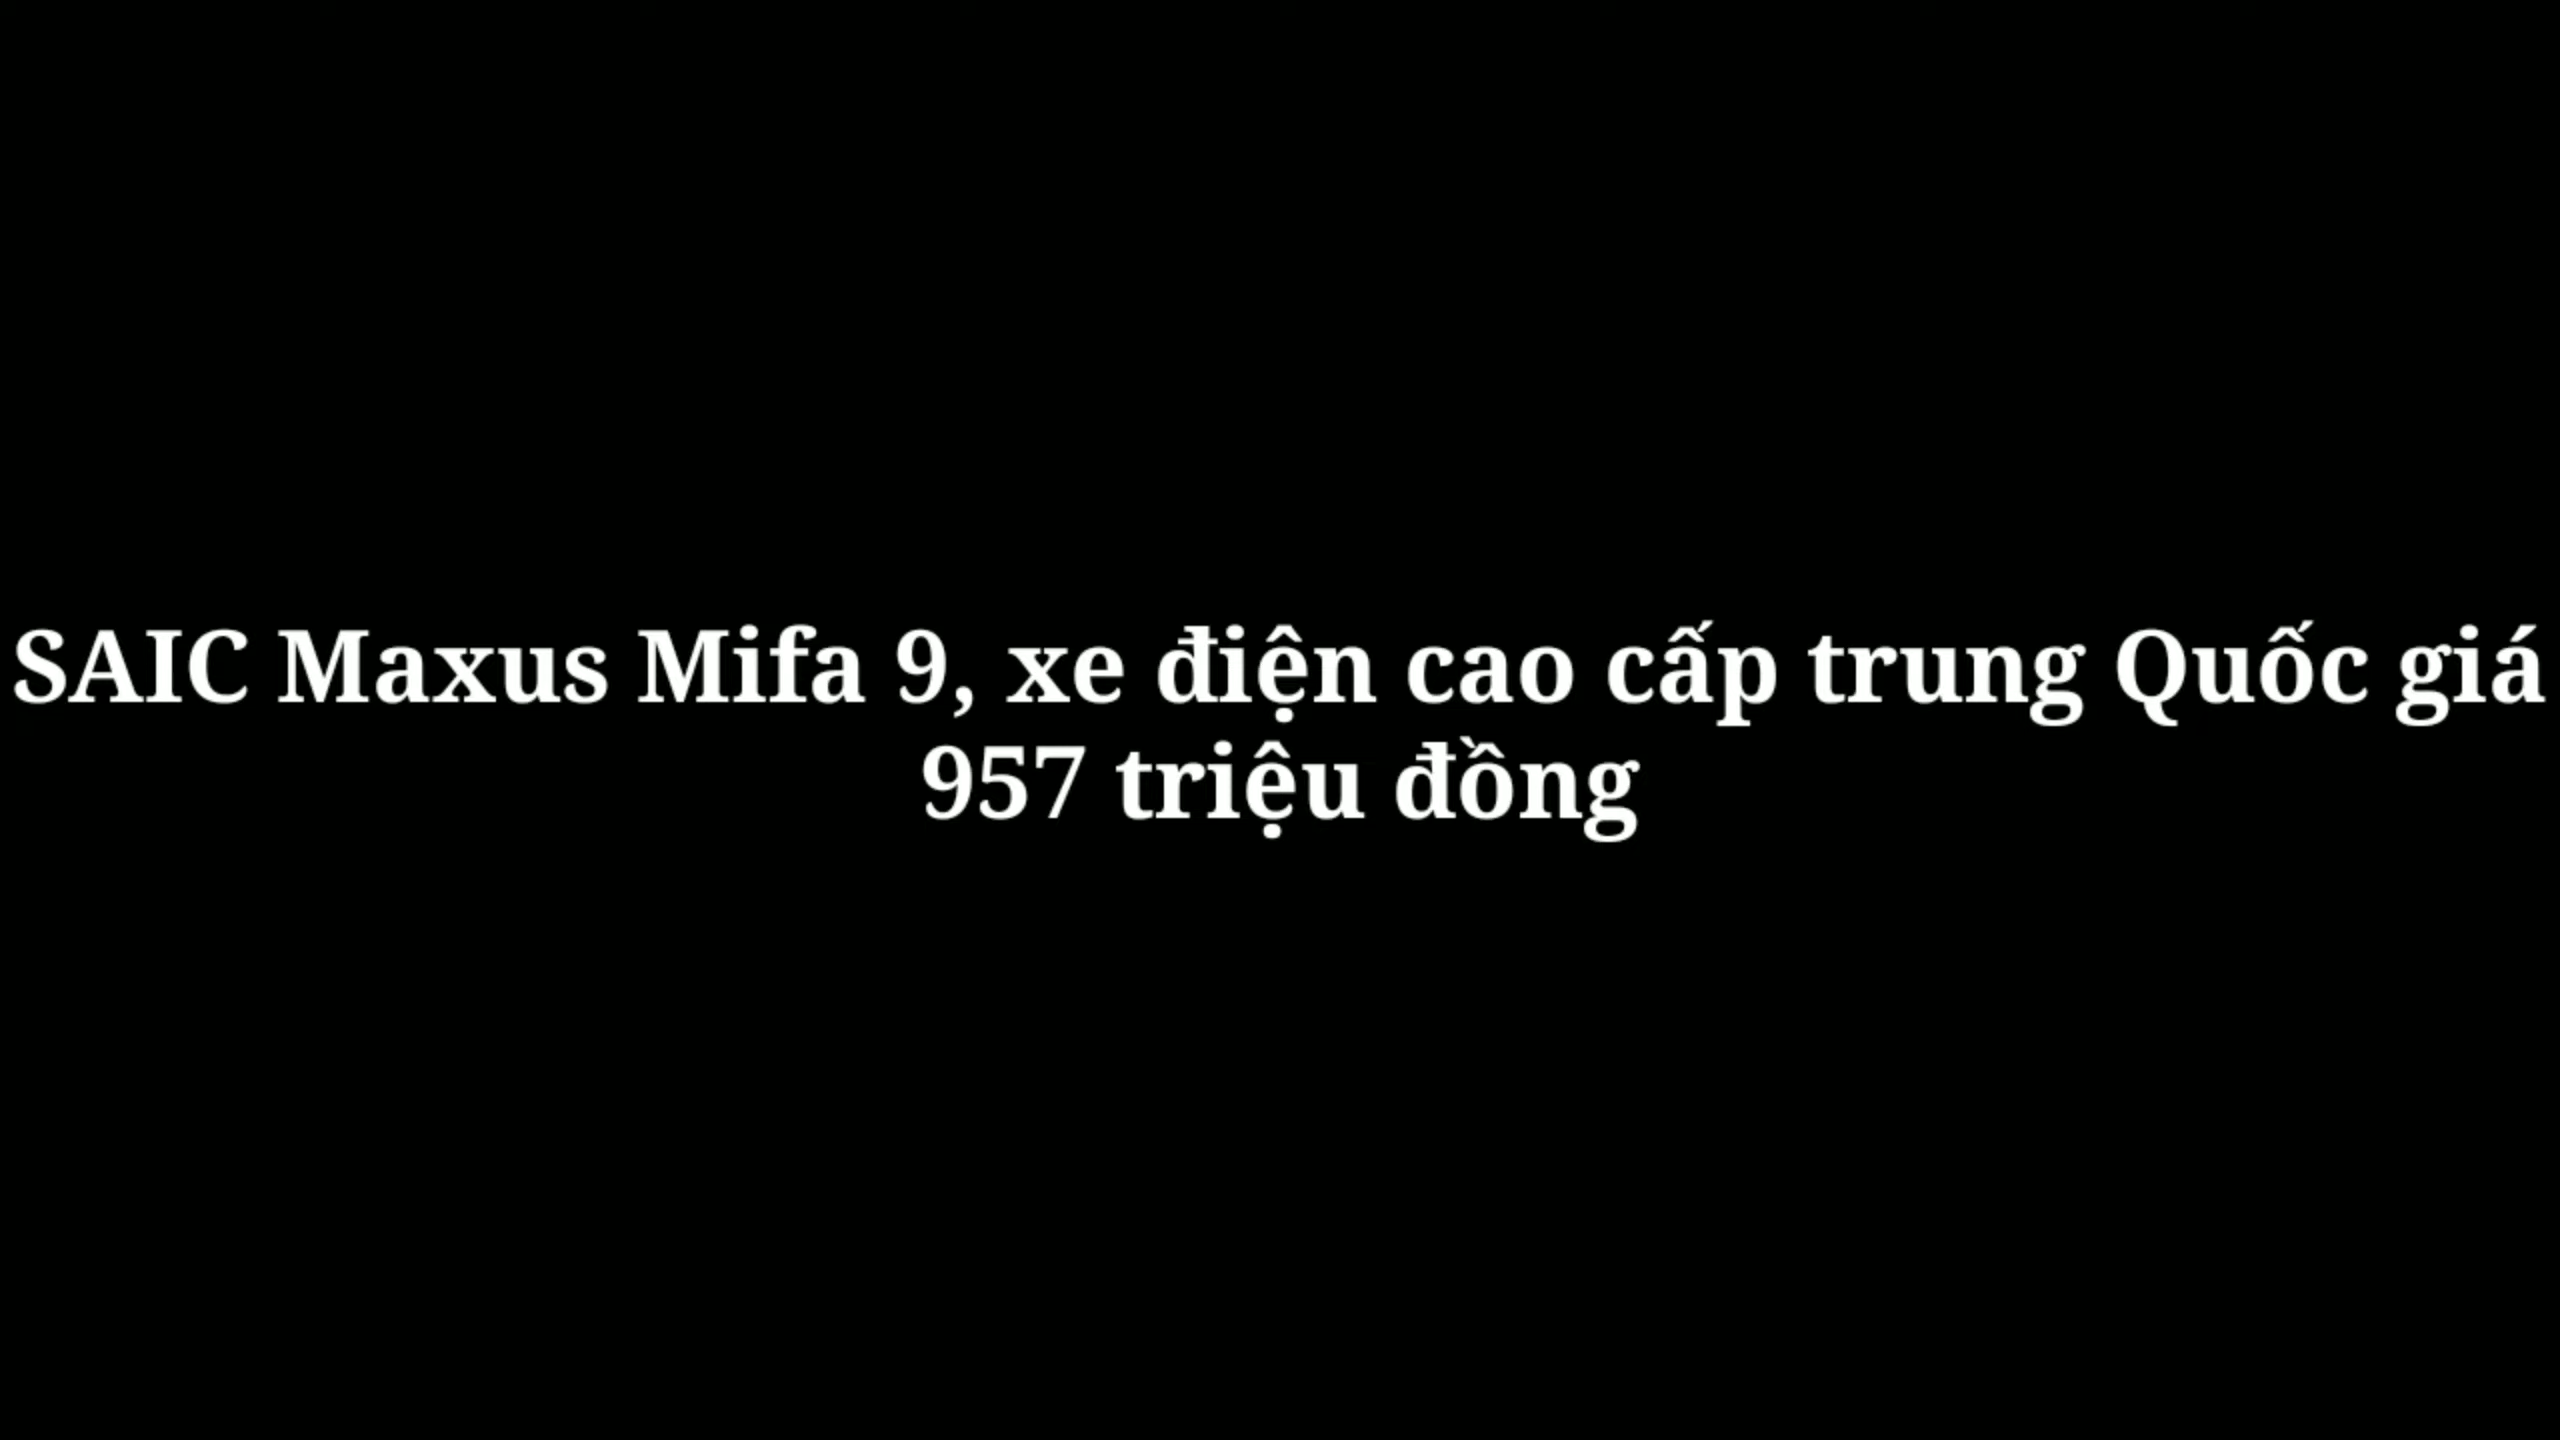 SAIC Maxus Mifa 9, xe điện cao cấp trung Quốc giá
957 triệu đồng